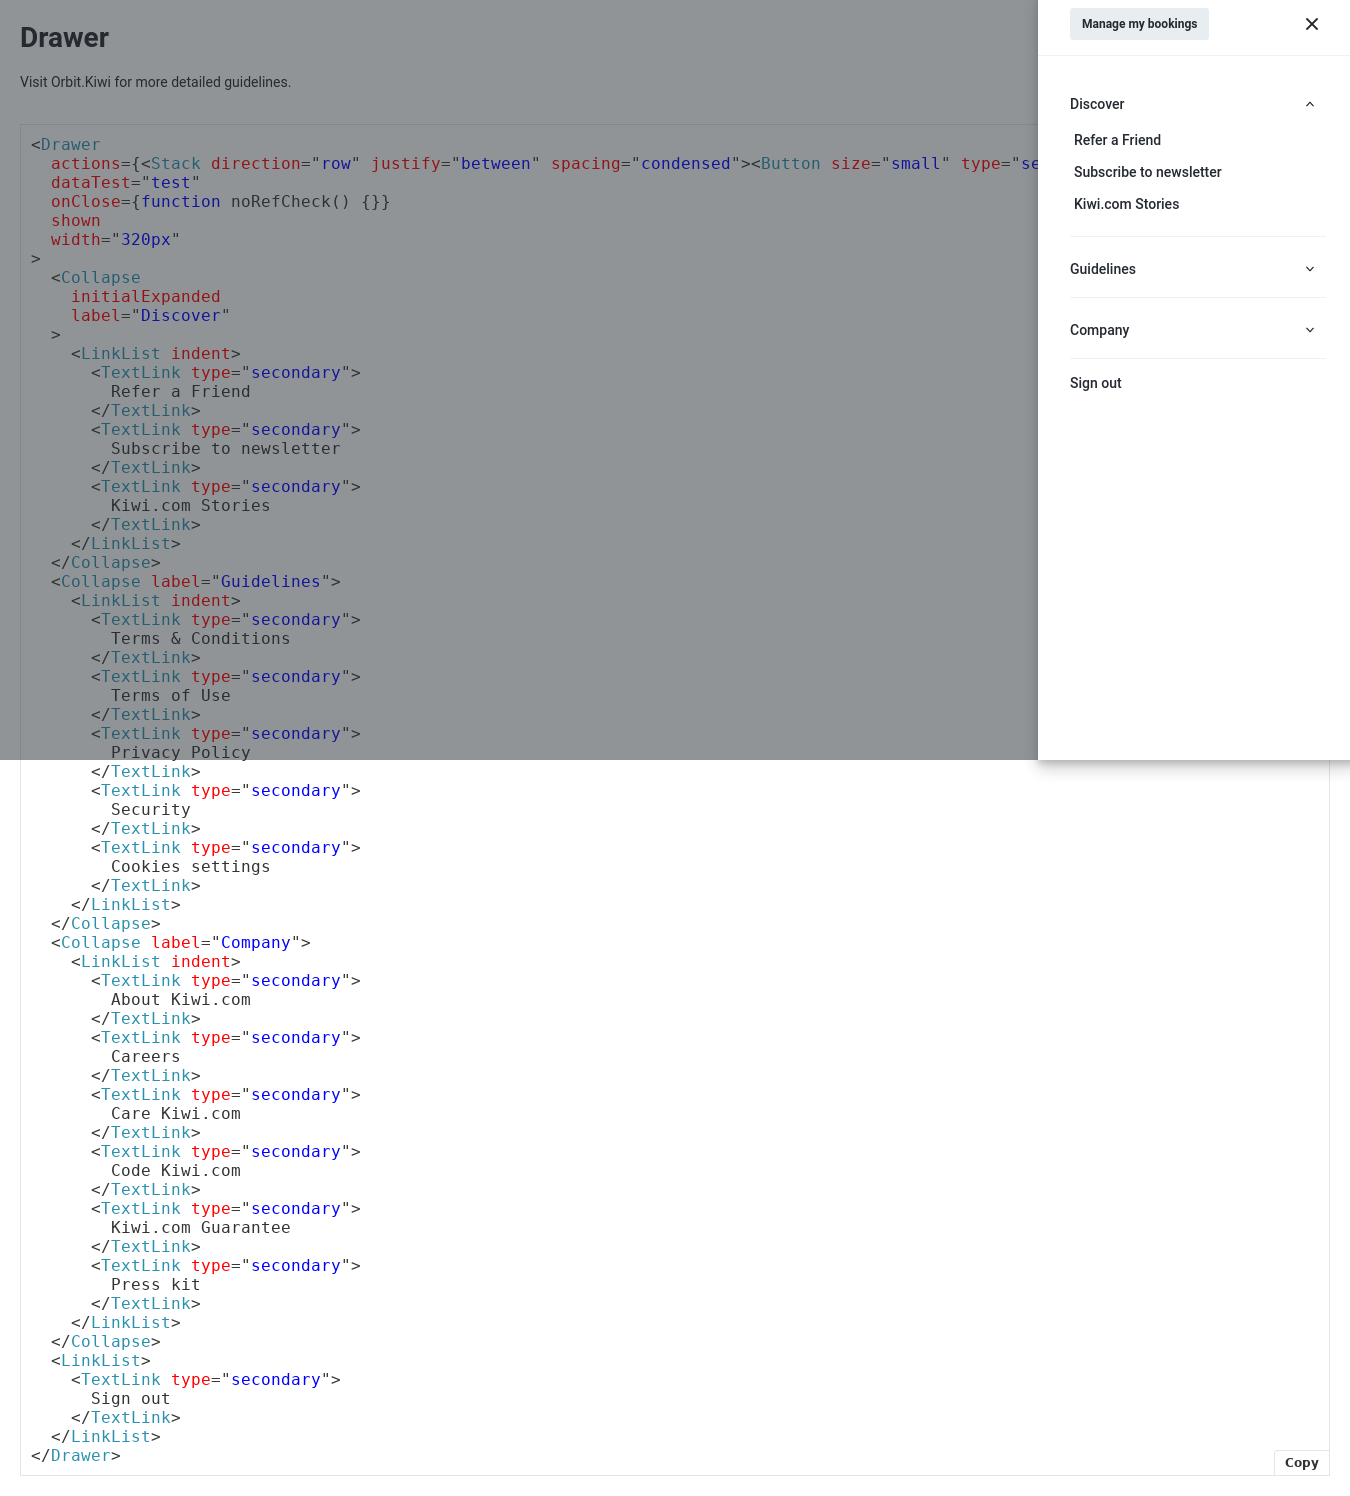 Drawer
Visit Orbit.Kiwi for more detailed guidelines.
<Drawer
  actions={<Stack direction="row" justify="between" spacing="condensed"><Button size="small" type="se
  dataTest="test"
  onClose={function noRefCheck() {}}
  shown
  width="320px"
>
  <Collapse
    initialExpanded
    label="Discover"
  >
    <LinkList indent>
      <TextLink type="secondary">
        Refer a Friend
      </TextLink>
      <TextLink type="secondary">
        Subscribe to newsletter
      </TextLink>
      <TextLink type="secondary">
        Kiwi.com Stories
      </TextLink>
    </LinkList>
  </Collapse>
  <Collapse label="Guidelines">
    <LinkList indent>
      <TextLink type="secondary">
        Terms & Conditions
      </TextLink>
      <TextLink type="secondary">
        Terms of Use
      </TextLink>
      <TextLink type="secondary">
        Privacy Policy
      </TextLink>
      <TextLink type="secondary">
        Security
      </TextLink>
      <TextLink type="secondary">
        Cookies settings
      </TextLink>
    </LinkList>
  </Collapse>
  <Collapse label="Company">
    <LinkList indent>
      <TextLink type="secondary">
        About Kiwi.com
      </TextLink>
      <TextLink type="secondary">
        Careers
      </TextLink>
      <TextLink type="secondary">
        Care Kiwi.com
      </TextLink>
      <TextLink type="secondary">
        Code Kiwi.com
      </TextLink>
      <TextLink type="secondary">
        Kiwi.com Guarantee
      </TextLink>
      <TextLink type="secondary">
        Press kit
      </TextLink>
    </LinkList>
  </Collapse>
  <LinkList>
    <TextLink type="secondary">
      Sign out
    </TextLink>
  </LinkList>
</Drawer>
Copy
Manage my bookings
Discover
Refer a Friend
Subscribe to newsletter
Kiwi.com Stories
Guidelines
Company
Sign out